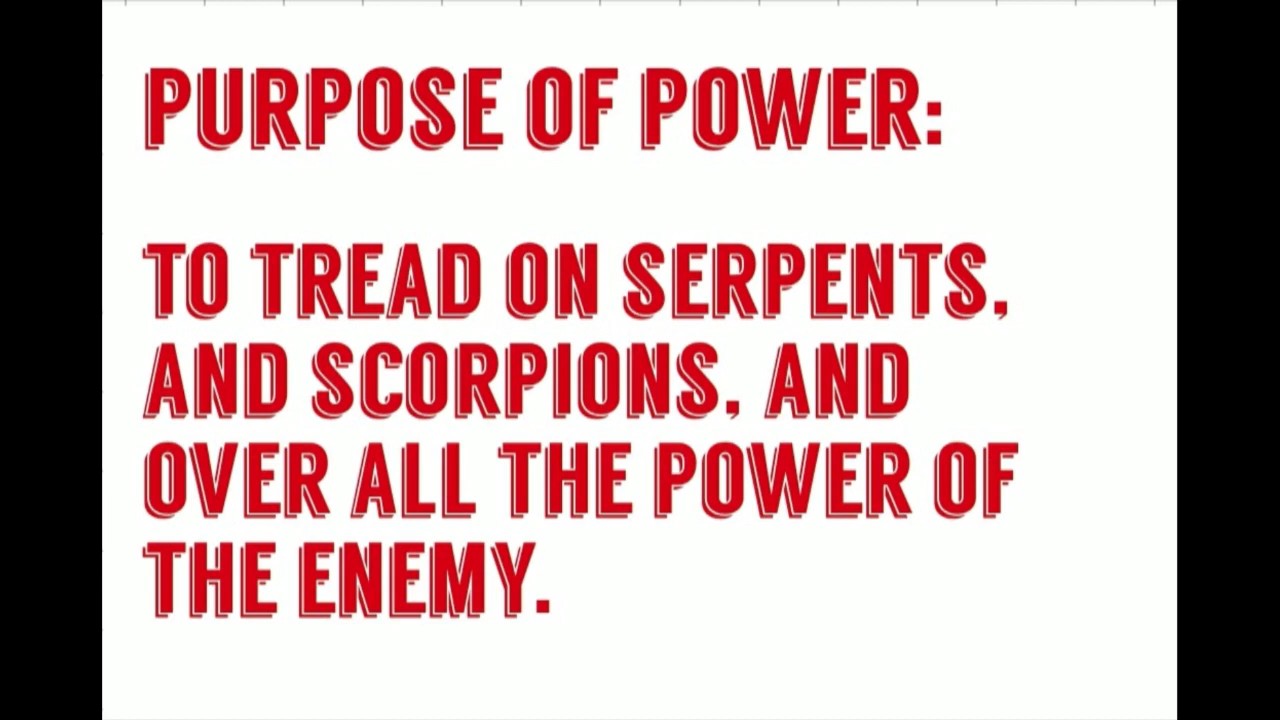 PURPOSE OF POWER:
TO TREAD ON SERPENTS,
AND SCORPIONS, AND
OVER ALL THE POWER OF
THE ENEMY.